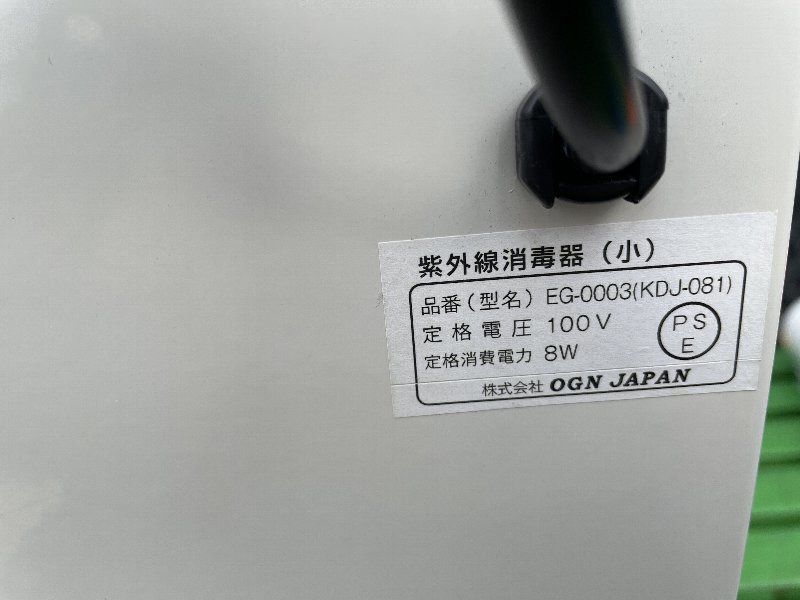 紫外線消毒器（小）
品番（型名） EG-0003(KDJ-081)
定格電圧 100V
定格消費電力 8W
PS
E
株式会社 OGN JAPAN